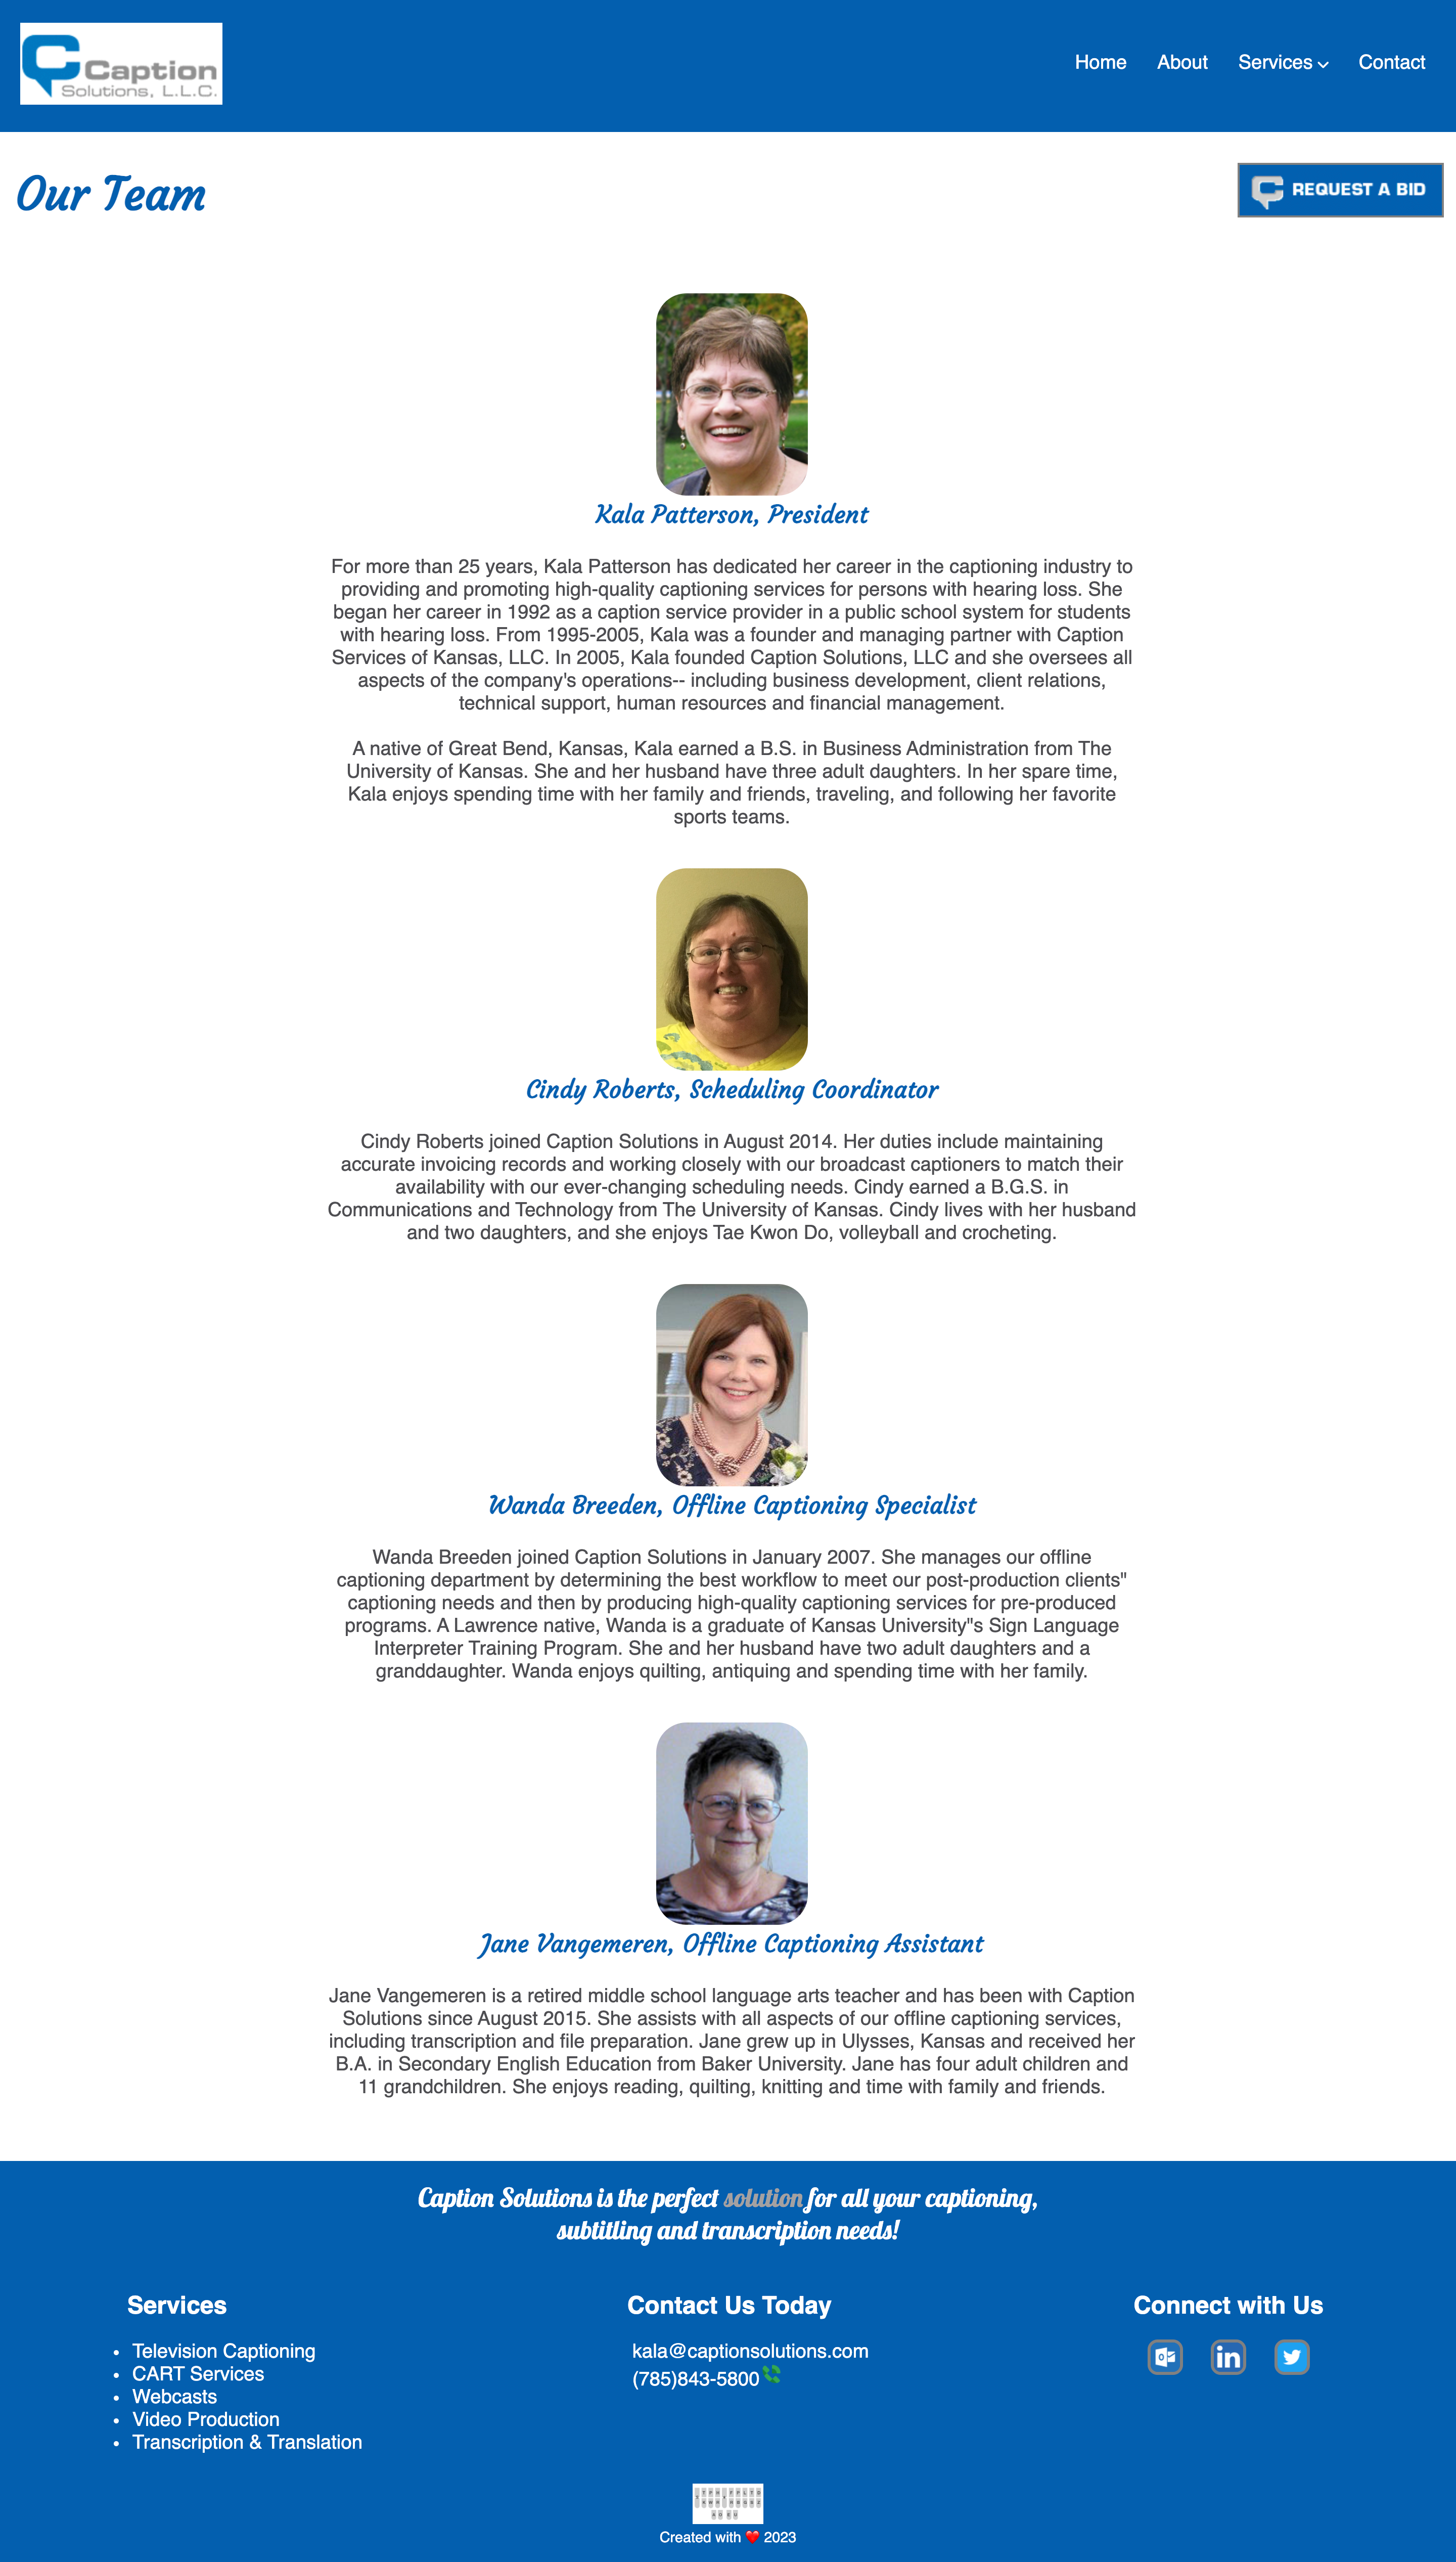 Caption
Solutions, L.L.C.
Home
About
Services
Contact
Our Team
REQUEST A BID
Kala Patterson, President
For more than 25 years, Kala Patterson has dedicated her career in the captioning industry to
providing and promoting high-quality captioning services for persons with hearing loss. She
began her career in 1992 as a caption service provider in a public school system for students
with hearing loss. From 1995-2005, Kala was a founder and managing partner with Caption
Services of Kansas, LLC. In 2005, Kala founded Caption Solutions, LLC and she oversees all
aspects of the company's operations-- including business development, client relations,
technical support, human resources and financial management.
A native of Great Bend, Kansas, Kala earned a B.S. in Business Administration from The
University of Kansas. She and her husband have three adult daughters. In her spare time,
Kala enjoys spending time with her family and friends, traveling, and following her favorite
sports teams.
Cindy Roberts, Scheduling Coordinator
Cindy Roberts joined Caption Solutions in August 2014. Her duties include maintaining
accurate invoicing records and working closely with our broadcast captioners to match their
availability with our ever-changing scheduling needs. Cindy earned a B.G.S. in
Communications and Technology from The University of Kansas. Cindy lives with her husband
and two daughters, and she enjoys Tae Kwon Do, volleyball and crocheting.
Wanda Breeden, Offline Captioning Specialist
Wanda Breeden joined Caption Solutions in January 2007. She manages our offline
captioning department by determining the best workflow to meet our post-production clients"
captioning needs and then by producing high-quality captioning services for pre-produced
programs. A Lawrence native, Wanda is a graduate of Kansas University"s Sign Language
Interpreter Training Program. She and her husband have two adult daughters and a
granddaughter. Wanda enjoys quilting, antiquing and spending time with her family.
Jane Vangemeren, Offline Captioning Assistant
Jane Vangemeren is a retired middle school language arts teacher and has been with Caption
Solutions since August 2015. She assists with all aspects of our offline captioning services,
including transcription and file preparation. Jane grew up in Ulysses, Kansas and received her
B.A. in Secondary English Education from Baker University. Jane has four adult children and
11 grandchildren. She enjoys reading, quilting, knitting and time with family and friends.
Caption Solutions is the perfect solution for all your captioning,
subtitling and transcription needs!
Services
• Television Captioning
• CART Services
• Webcasts
• Video Production
• Transcription & Translation
Contact Us Today
kala@captionsolutions.com
(785)843-5800
Connect with Us
in
Created with ❤️ 2023